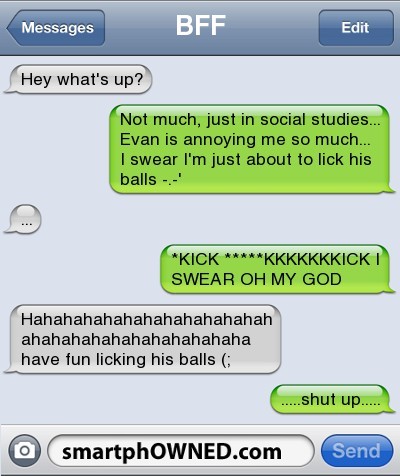 Messages BFF Edit
Hey what's up?
Not much, just in social studies...
Evan is annoying me so much...
I swear I'm just about to lick his
balls -.-'
...
*KICK *****KKKKKKKICK I
SWEAR OH MY GOD
Hahahahahahahahahahahahah
ahahahahahahahahahahaha
have fun licking his balls (;
.....shut up.....
smartphOWNED.com Send